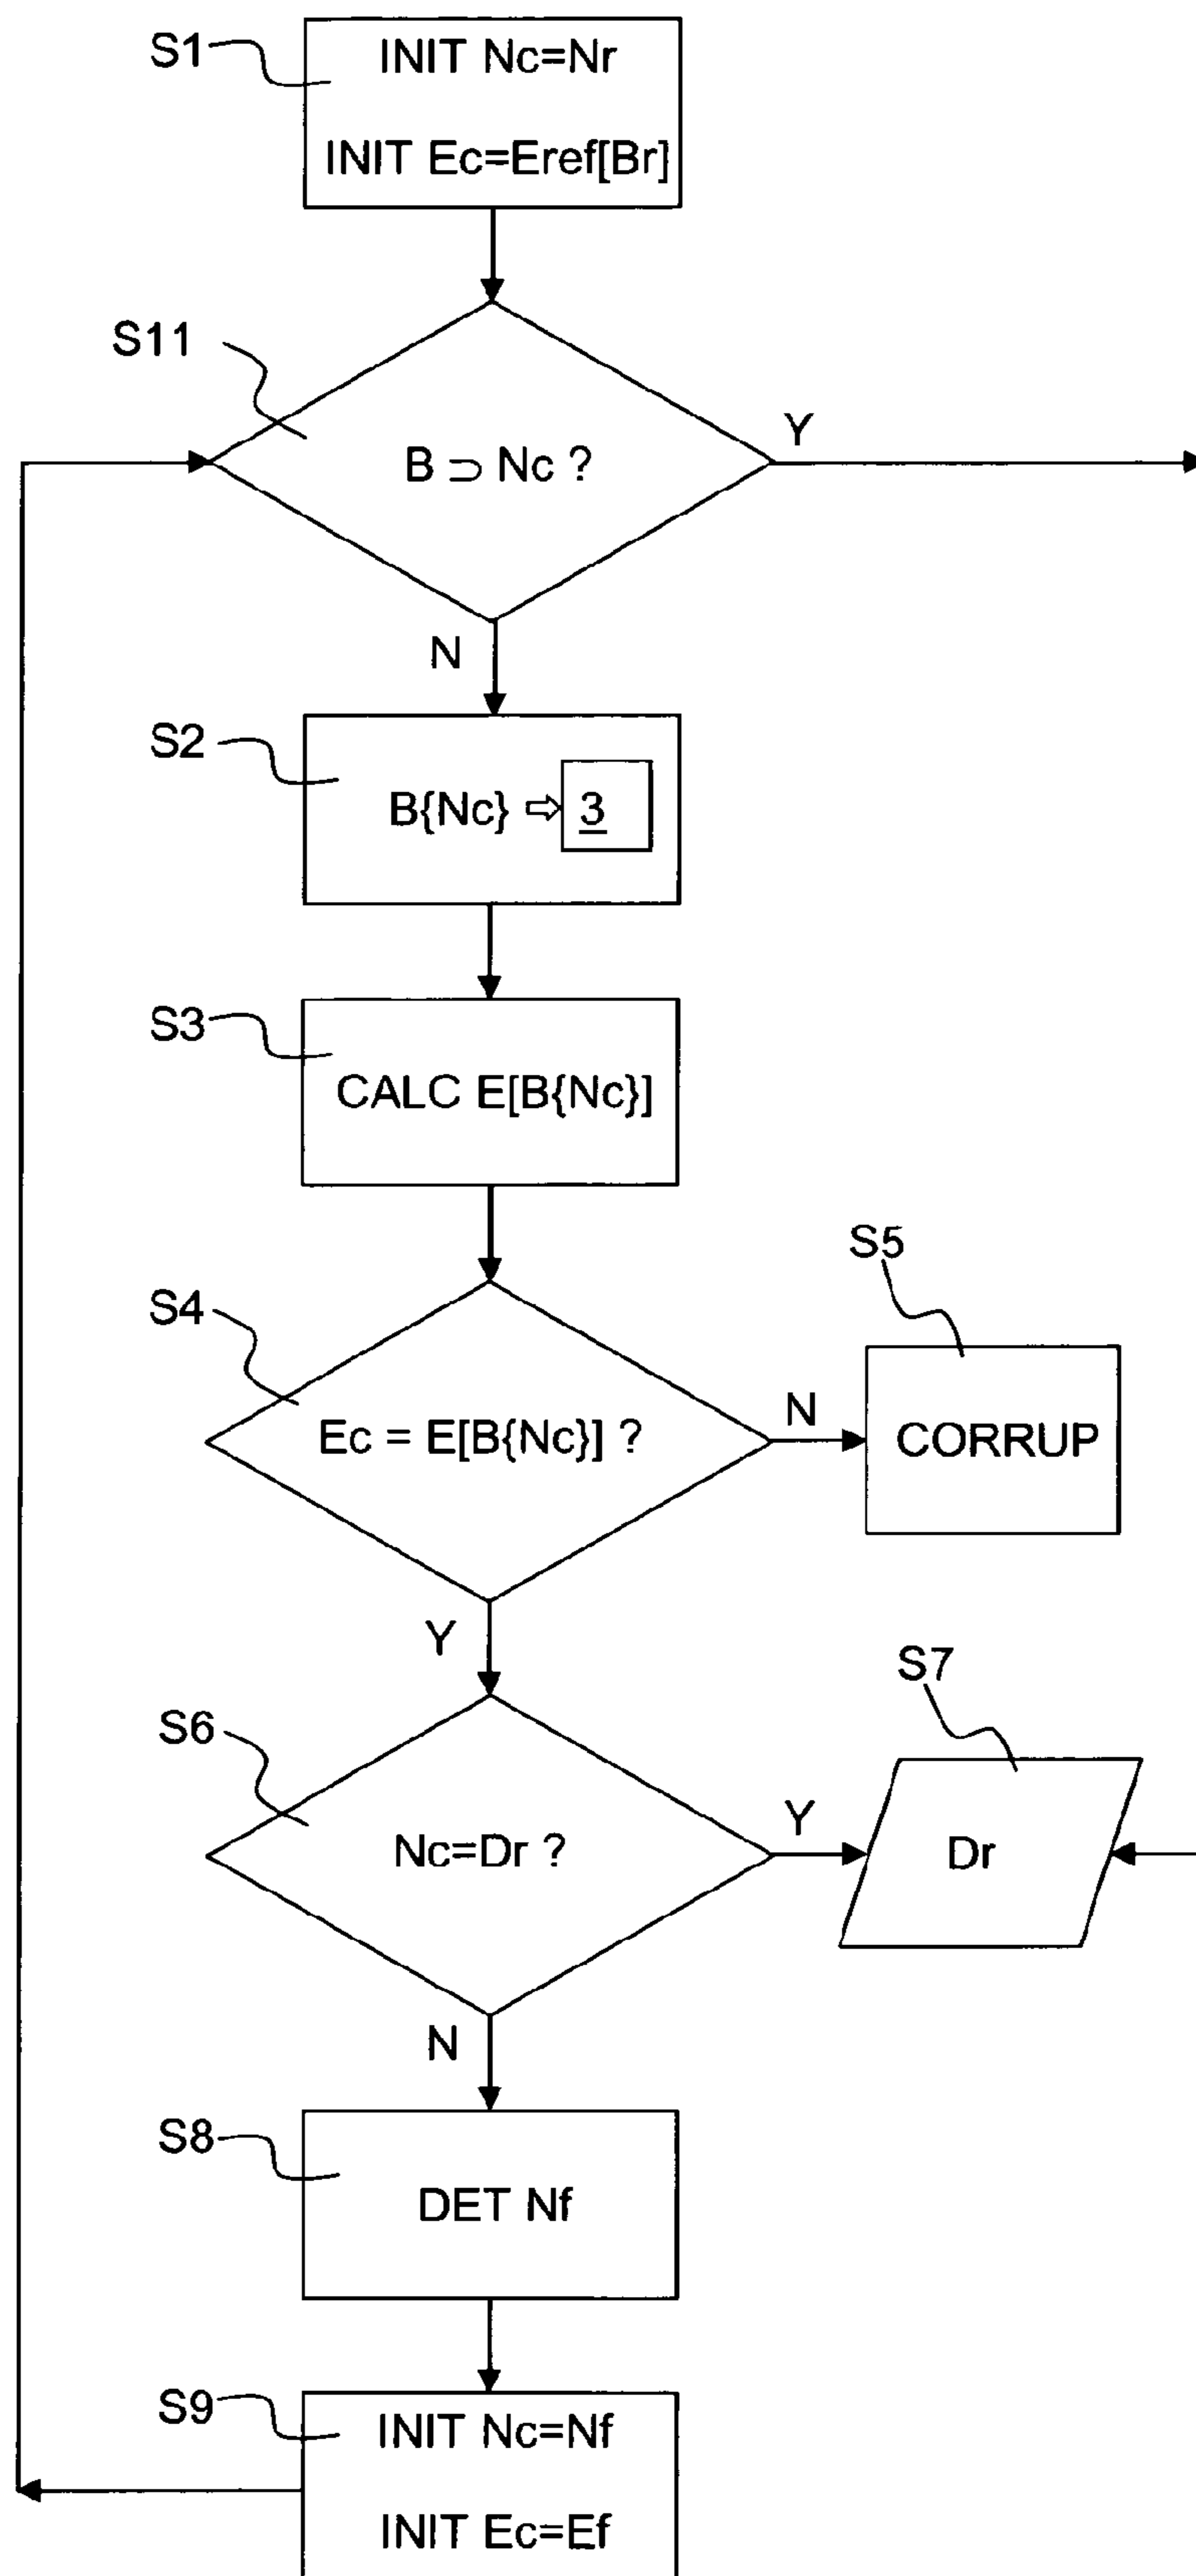 S1
INIT Nc=Nr
INIT Ec=Eref[Br]
S11
B ⊃ Nc ?
Y
N
S2
B{Nc} ⇨ 3
S3
CALC E[B{Nc}]
S4
Ec = E[B{Nc}] ?
N
S5
CORRUP
Y
S6
Nc=Dr ?
Y
S7
Dr
N
S8
DET Nf
S9
INIT Nc=Nf
INIT Ec=Ef